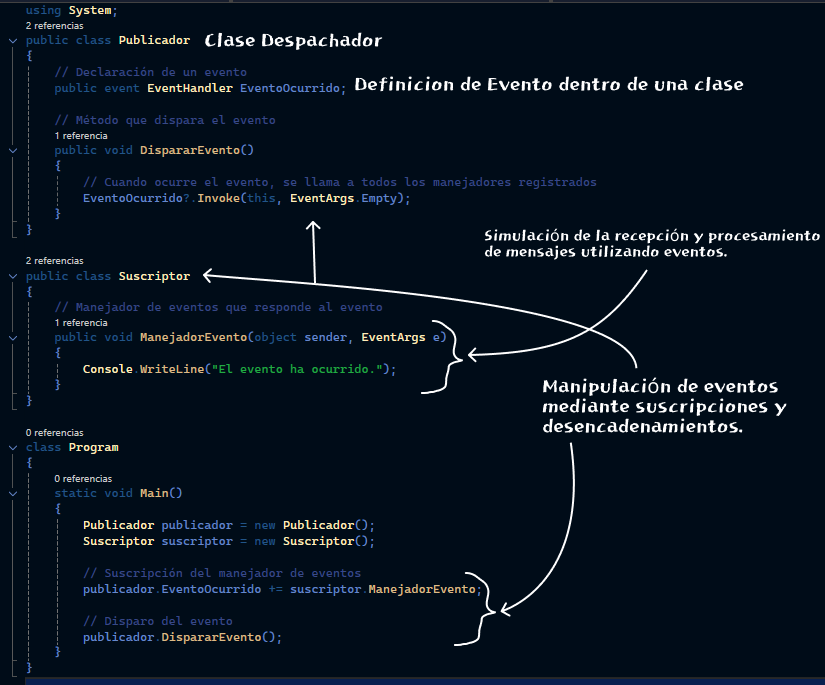 using System;
2 referencias
public class Publicador Clase Despachador
{
// Declaración de un evento
public event EventHandler EventoOcurrido; Definicion de Evento dentro de una clase
// Método que dispara el evento
1 referencia
public void DispararEvento()
{
// Cuando ocurre el evento, se llama a todos los manejadores registrados
EventoOcurrido?.Invoke(this, EventArgs.Empty);
}
}
Simulación de la recepción y procesamiento
de mensajes utilizando eventos.
2 referencias
public class Suscriptor
{
// Manejador de eventos que responde al evento
1 referencia
public void ManejadorEvento(object sender, EventArgs e)
{
Console.WriteLine("El evento ha ocurrido.");
}
}
Manipulación de eventos
mediante suscripciones y
desencadenamientos.
0 referencias
class Program
{
0 referencias
static void Main()
{
Publicador publicador = new Publicador();
Suscriptor suscriptor = new Suscriptor();
// Suscripción del manejador de eventos
publicador.EventoOcurrido += suscriptor.ManejadorEvento;
// Disparo del evento
publicador.DispararEvento();
}
}